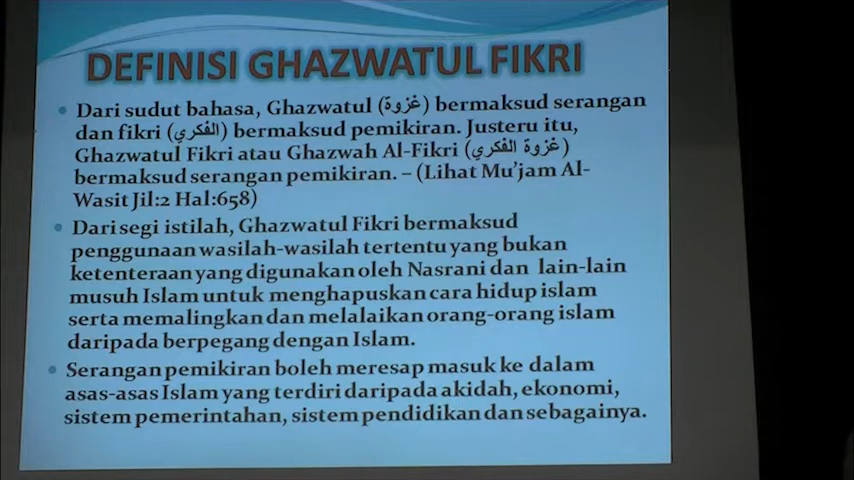 DEFINISI GHAZWATUL FIKRI
• Dari sudut bahasa, Ghazwatul (غزوة) bermaksud serangan
dan fikri (الفكري) bermaksud pemikiran. Justeru itu,
Ghazwatul Fikri atau Ghazwah Al-Fikri (غزوة الفكري)
bermaksud serangan pemikiran. – (Lihat Mu'jam Al-
Wasit Jil:2 Hal:658)
• Dari segi istilah, Ghazwatul Fikri bermaksud
penggunaan wasilah-wasilah tertentu yang bukan
ketenteraan yang digunakan oleh Nasrani dan lain-lain
musuh Islam untuk menghapuskan cara hidup islam
serta memalingkan dan melalaikan orang-orang islam
daripada berpegang dengan Islam.
• Serangan pemikiran boleh meresap masuk ke dalam
asas-asas Islam yang terdiri daripada akidah, ekonomi,
sistem pemerintahan, sistem pendidikan dan sebagainya.